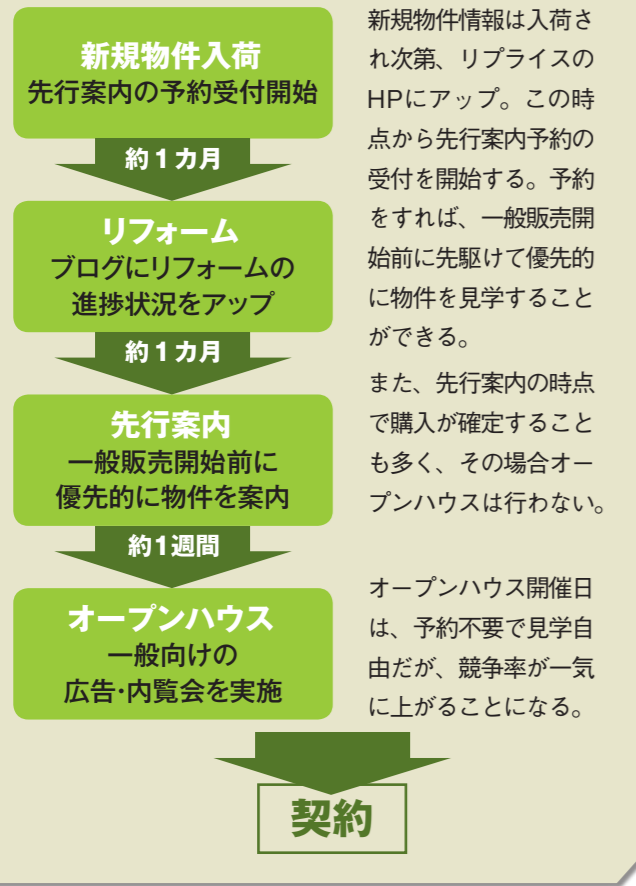 新規物件入荷
先行案内の予約受付開始
約1カ月
リフォーム
ブログにリフォームの
進捗状況をアップ
約1カ月
先行案内
一般販売開始前に
優先的に物件を案内
約1週間
オープンハウス
一般向けの
広告・内覧会を実施
契約
新規物件情報は入荷さ
れ次第、リプライスの
HPにアップ。この時
点から先行案内予約の
受付を開始する。予約
をすれば、一般販売開
始前に先駆けて優先的
に物件を見学すること
ができる。
また、先行案内の時点
で購入が確定すること
も多く、その場合オー
プンハウスは行わない。
オープンハウス開催日
は、予約不要で見学自
由だが、競争率が一気
に上がることになる。